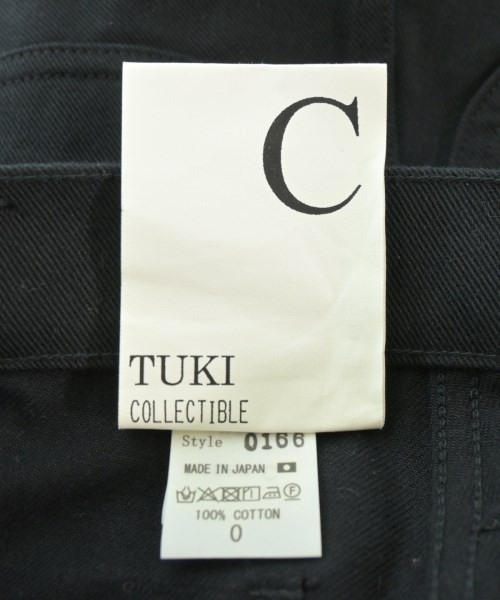 C
TUKI
COLLECTIBLE
Style 0166
MADE IN JAPAN
100% COTTON
0